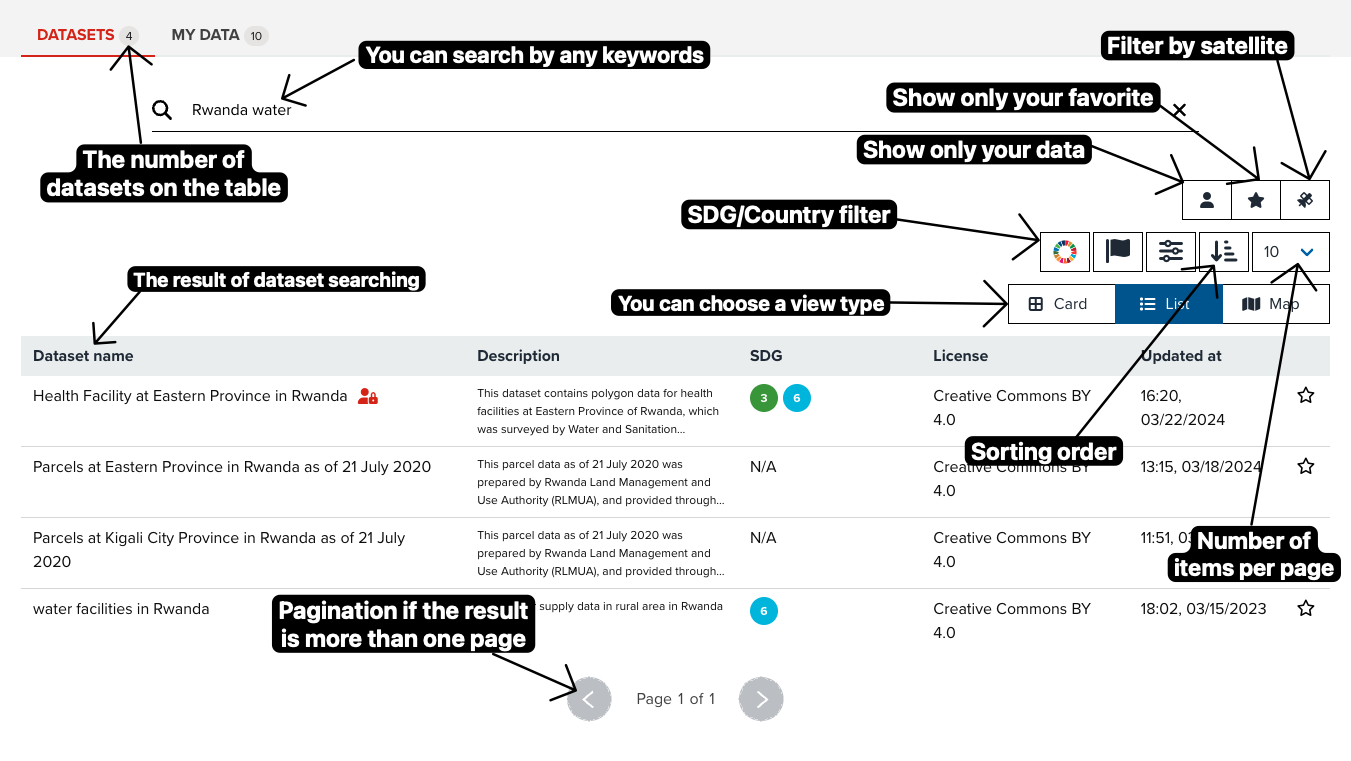 DATASETS 4 MY DATA 10
You can search by any keywords
Filter by satellite
Show only your favorite
Rwanda water
Show only your data
The number of
datasets on the table
SDG/Country filter
10
The result of dataset searching
You can choose a view type
Card List Map
Dataset name Description SDG License Updated at
Health Facility at Eastern Province in Rwanda
This dataset contains polygon data for health
facilities at Eastern Province of Rwanda, which
was surveyed by Water and Sanitation...
3 6
Creative Commons BY
4.0
16:20,
03/22/2024
Sorting order
Parcels at Eastern Province in Rwanda as of 21 July 2020
This parcel data as of 21 July 2020 was
prepared by Rwanda Land Management and
Use Authority (RLMUA), and provided through...
N/A
Creative Commons BY
4.0
13:15, 03/18/2024
Parcels at Kigali City Province in Rwanda as of 21 July
2020
This parcel data as of 21 July 2020 was
prepared by Rwanda Land Management and
Use Authority (RLMUA), and provided through...
N/A
Creative Commons BY
4.0
11:51,
Number of
items per page
water facilities in Rwanda
supply data in rural area in Rwanda
6
Creative Commons BY
4.0
18:02, 03/15/2023
Pagination if the result
is more than one page
Page 1 of 1